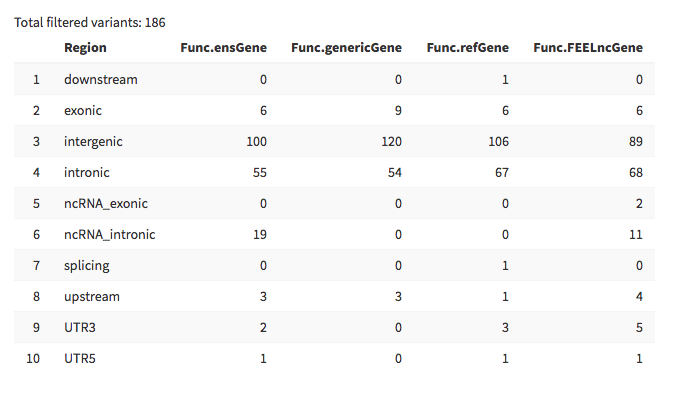 Total filtered variants: 186
Region Func.ensGene Func.genericGene Func.refGene Func.FEELncGene
1 downstream 0 0 1 0
2 exonic 6 9 6 6
3 intergenic 100 120 106 89
4 intronic 55 54 67 68
5 ncRNA_exonic 0 0 0 2
6 ncRNA_intronic 19 0 0 11
7 splicing 0 0 1 0
8 upstream 3 3 1 4
9 UTR3 2 0 3 5
10 UTR5 1 0 1 1